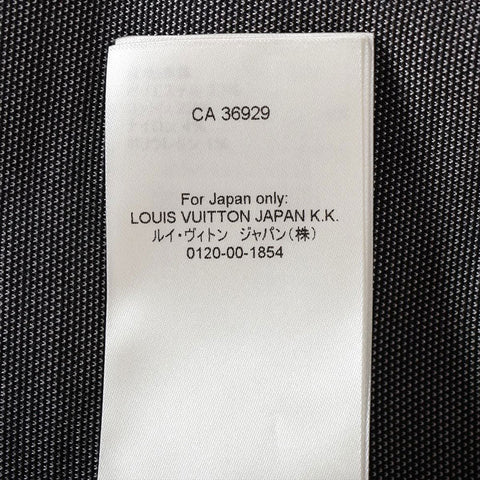 CA 36929
For Japan only:
LOUIS VUITTON JAPAN K.K.
ルイ・ヴィトン ジャパン(株)
0120-00-1854